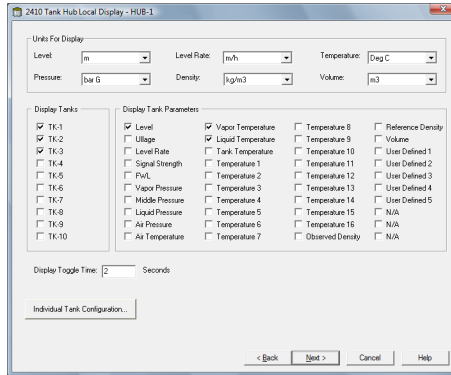 2410 Tank Hub Local Display - HUB-1
Units For Display
Level: m Level Rate: m/h Temperature: Deg C
Pressure: bar G Density: kg/m3 Volume: m3
Display Tanks
TK-1
TK-2
TK-3
TK-4
TK-5
TK-6
TK-7
TK-8
TK-9
TK-10
Display Tank Parameters
Level Vapor Temperature Temperature 8 Reference Density
Ullage Liquid Temperature Temperature 9 Volume
Level Rate Tank Temperature Temperature 10 User Defined 1
Signal Strength Temperature 1 Temperature 11 User Defined 2
FWL Temperature 2 Temperature 12 User Defined 3
Vapor Pressure Temperature 3 Temperature 13 User Defined 4
Middle Pressure Temperature 4 Temperature 14 User Defined 5
Liquid Pressure Temperature 5 Temperature 15 N/A
Air Pressure Temperature 6 Temperature 16 N/A
Air Temperature Temperature 7 Observed Density N/A
Display Toggle Time: 2 Seconds
Individual Tank Configuration...
< Back Next > Cancel Help